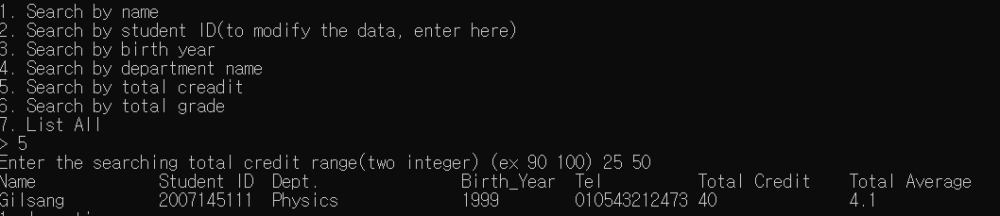 1. Search by name
2. Search by student ID(to modify the data, enter here)
3. Search by birth year
4. Search by department name
5. Search by total creadit
6. Search by total grade
7. List All
> 5
Enter the searching total credit range(two integer) (ex 90 100) 25 50
Name Student ID Dept. Birth_Year Tel Total Credit Total Average
Gilsang 2007145111 Physics 1999 010543212473 40 4.1